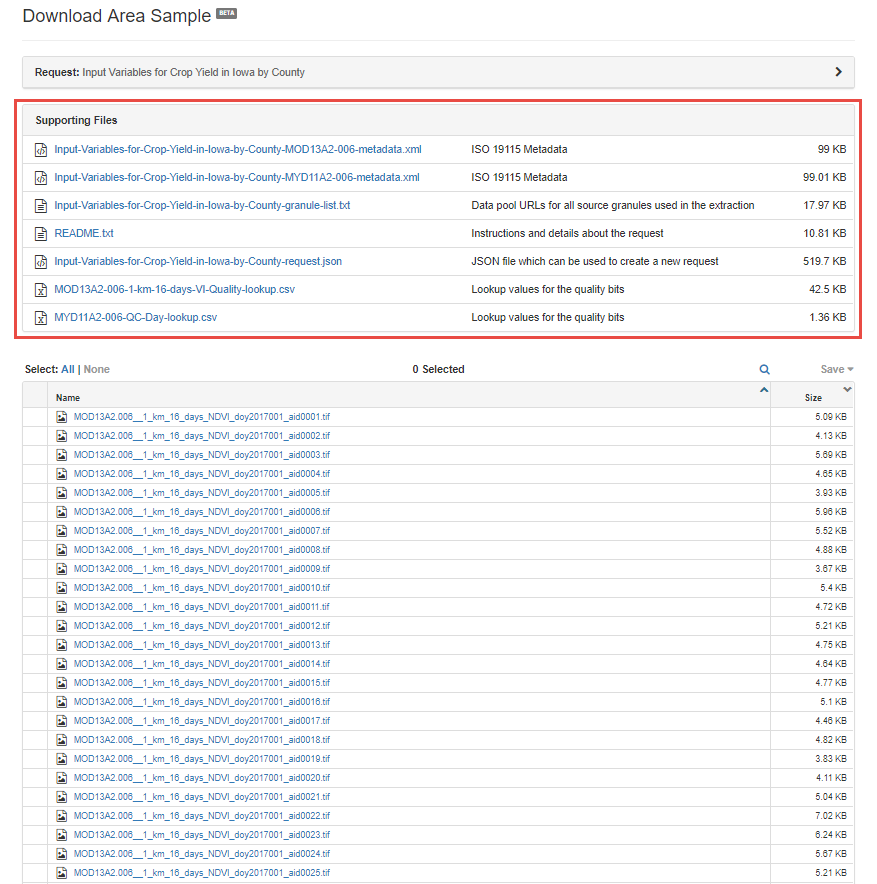 Download Area Sample BETA
Request: Input Variables for Crop Yield in Iowa by County
Supporting Files
Input-Variables-for-Crop-Yield-in-Iowa-by-County-MOD13A2-006-metadata.xml ISO 19115 Metadata 99 KB
Input-Variables-for-Crop-Yield-in-Iowa-by-County-MYD11A2-006-metadata.xml ISO 19115 Metadata 99.01 KB
Input-Variables-for-Crop-Yield-in-Iowa-by-County-granule-list.txt Data pool URLs for all source granules used in the extraction 17.97 KB
README.txt Instructions and details about the request 10.81 KB
Input-Variables-for-Crop-Yield-in-Iowa-by-County-request.json JSON file which can be used to create a new request 519.7 KB
MOD13A2-006-1-km-16-days-VI-Quality-lookup.csv Lookup values for the quality bits 42.5 KB
MYD11A2-006-QC-Day-lookup.csv Lookup values for the quality bits 1.36 KB
Select: All | None 0 Selected Save
Name Size
MOD13A2.006__1_km_16_days_NDVI_doy2017001_aid0001.tif 5.09 KB
MOD13A2.006__1_km_16_days_NDVI_doy2017001_aid0002.tif 4.13 KB
MOD13A2.006__1_km_16_days_NDVI_doy2017001_aid0003.tif 5.69 KB
MOD13A2.006__1_km_16_days_NDVI_doy2017001_aid0004.tif 4.65 KB
MOD13A2.006__1_km_16_days_NDVI_doy2017001_aid0005.tif 3.93 KB
MOD13A2.006__1_km_16_days_NDVI_doy2017001_aid0006.tif 5.96 KB
MOD13A2.006__1_km_16_days_NDVI_doy2017001_aid0007.tif 5.52 KB
MOD13A2.006__1_km_16_days_NDVI_doy2017001_aid0008.tif 4.88 KB
MOD13A2.006__1_km_16_days_NDVI_doy2017001_aid0009.tif 3.67 KB
MOD13A2.006__1_km_16_days_NDVI_doy2017001_aid0010.tif 5.4 KB
MOD13A2.006__1_km_16_days_NDVI_doy2017001_aid0011.tif 4.72 KB
MOD13A2.006__1_km_16_days_NDVI_doy2017001_aid0012.tif 5.21 KB
MOD13A2.006__1_km_16_days_NDVI_doy2017001_aid0013.tif 4.75 KB
MOD13A2.006__1_km_16_days_NDVI_doy2017001_aid0014.tif 4.64 KB
MOD13A2.006__1_km_16_days_NDVI_doy2017001_aid0015.tif 4.77 KB
MOD13A2.006__1_km_16_days_NDVI_doy2017001_aid0016.tif 5.1 KB
MOD13A2.006__1_km_16_days_NDVI_doy2017001_aid0017.tif 4.46 KB
MOD13A2.006__1_km_16_days_NDVI_doy2017001_aid0018.tif 4.82 KB
MOD13A2.006__1_km_16_days_NDVI_doy2017001_aid0019.tif 3.83 KB
MOD13A2.006__1_km_16_days_NDVI_doy2017001_aid0020.tif 4.11 KB
MOD13A2.006__1_km_16_days_NDVI_doy2017001_aid0021.tif 5.04 KB
MOD13A2.006__1_km_16_days_NDVI_doy2017001_aid0022.tif 7.02 KB
MOD13A2.006__1_km_16_days_NDVI_doy2017001_aid0023.tif 6.24 KB
MOD13A2.006__1_km_16_days_NDVI_doy2017001_aid0024.tif 5.67 KB
MOD13A2.006__1_km_16_days_NDVI_doy2017001_aid0025.tif 5.21 KB